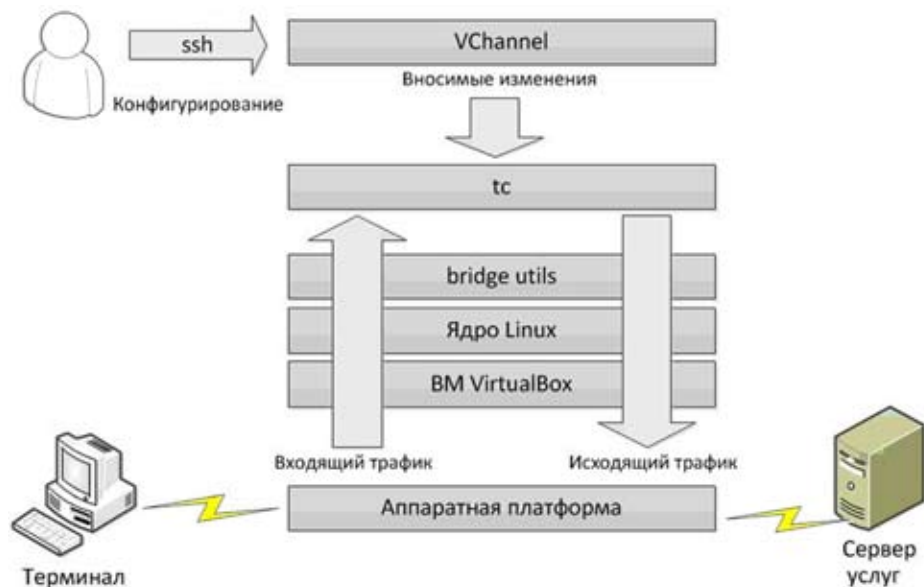 ssh
VChannel
Конфигурирование
Вносимые изменения
tc
bridge utils
Ядро Linux
ВМ VirtualBox
Входящий трафик
Исходящий трафик
Аппаратная платформа
Терминал
Сервер
услуг